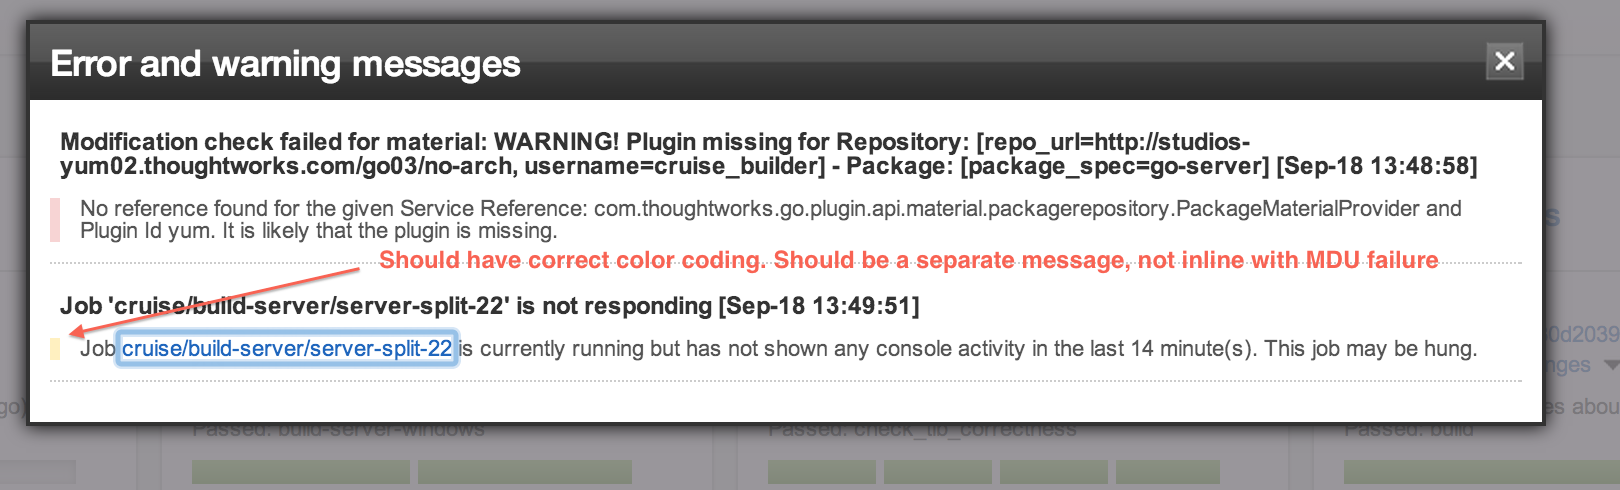 Error and warning messages
Modification check failed for material: WARNING! Plugin missing for Repository: [repo_url=http://studios-
yum02.thoughtworks.com/go03/no-arch, username=cruise_builder] - Package: [package_spec=go-server] [Sep-18 13:48:58]
No reference found for the given Service Reference: com.thoughtworks.go.plugin.api.material.packagerepository.PackageMaterialProvider and
Plugin Id yum. It is likely that the plugin is missing.
Should have correct color coding. Should be a separate message, not inline with MDU failure
Job 'cruise/build-server/server-split-22' is not responding [Sep-18 13:49:51]
Job cruise/build-server/server-split-22 is currently running but has not shown any console activity in the last 14 minute(s). This job may be hung.
Passed: build-server-windows
Passed: check_tlb_correctness
Passed: build